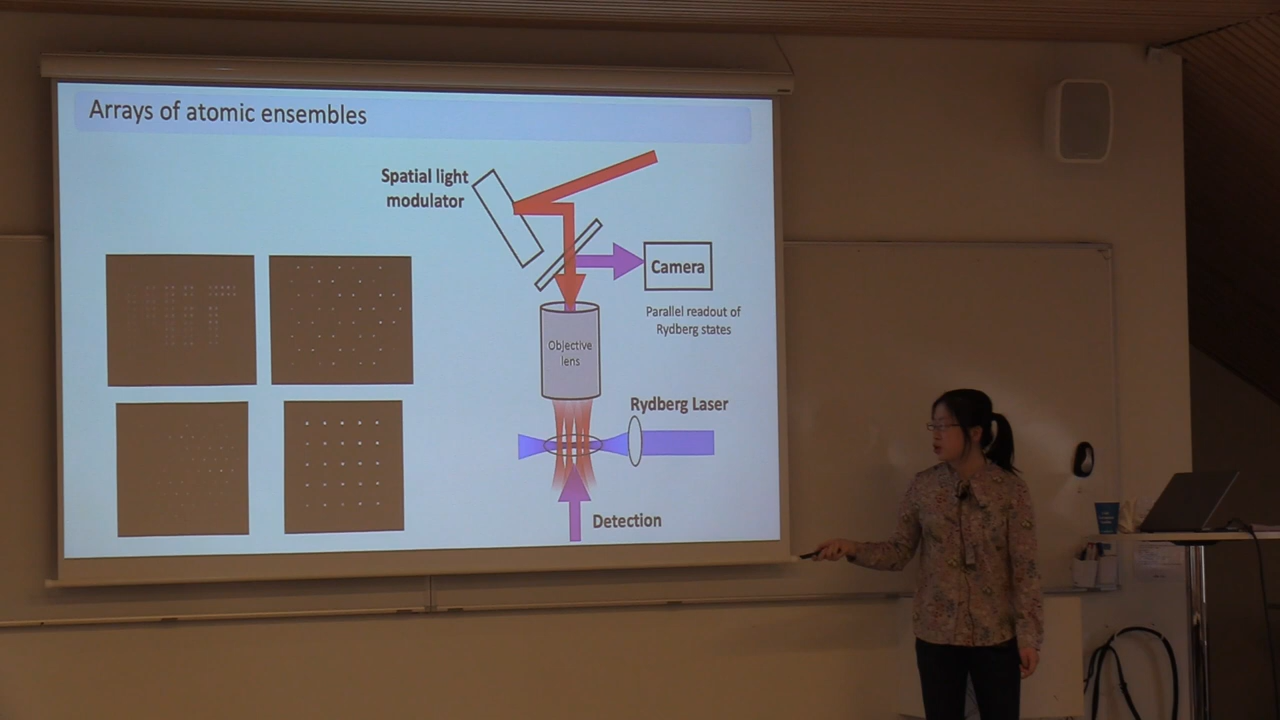 Arrays of atomic ensembles
Spatial light
modulator
Camera
Parallel readout of
Rydberg states
Objective
lens
Rydberg Laser
Detection